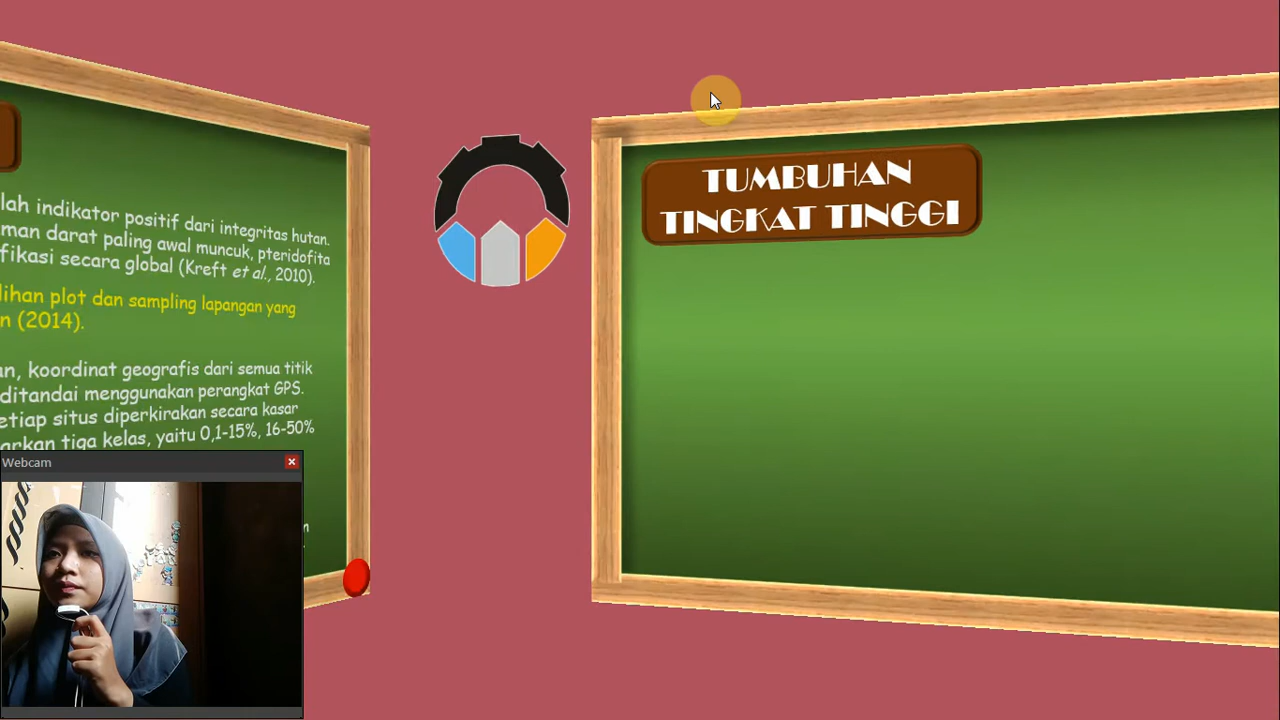 lah indikator positif dari integritas hutan.
man darat paling awal muncuk, pteridofita
fikasi secara global (Kreft et al., 2010).
lihan plot dan sampling lapangan yang
n (2014).
an, koordinat geografis dari semua titik
ditandai menggunakan perangkat GPS.
etiap situs diperkirakan secara kasar
arkan tiga kelas, yaitu 0,1-15%, 16-50%
TUMBUHAN
TINGKAT TINGGI
Webcam